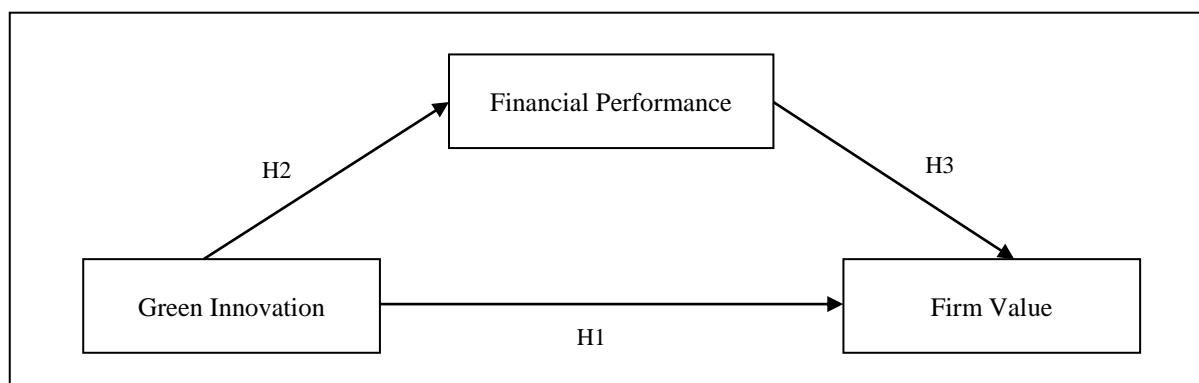 Financial Performance
H2
H3
Green Innovation
Firm Value
H1